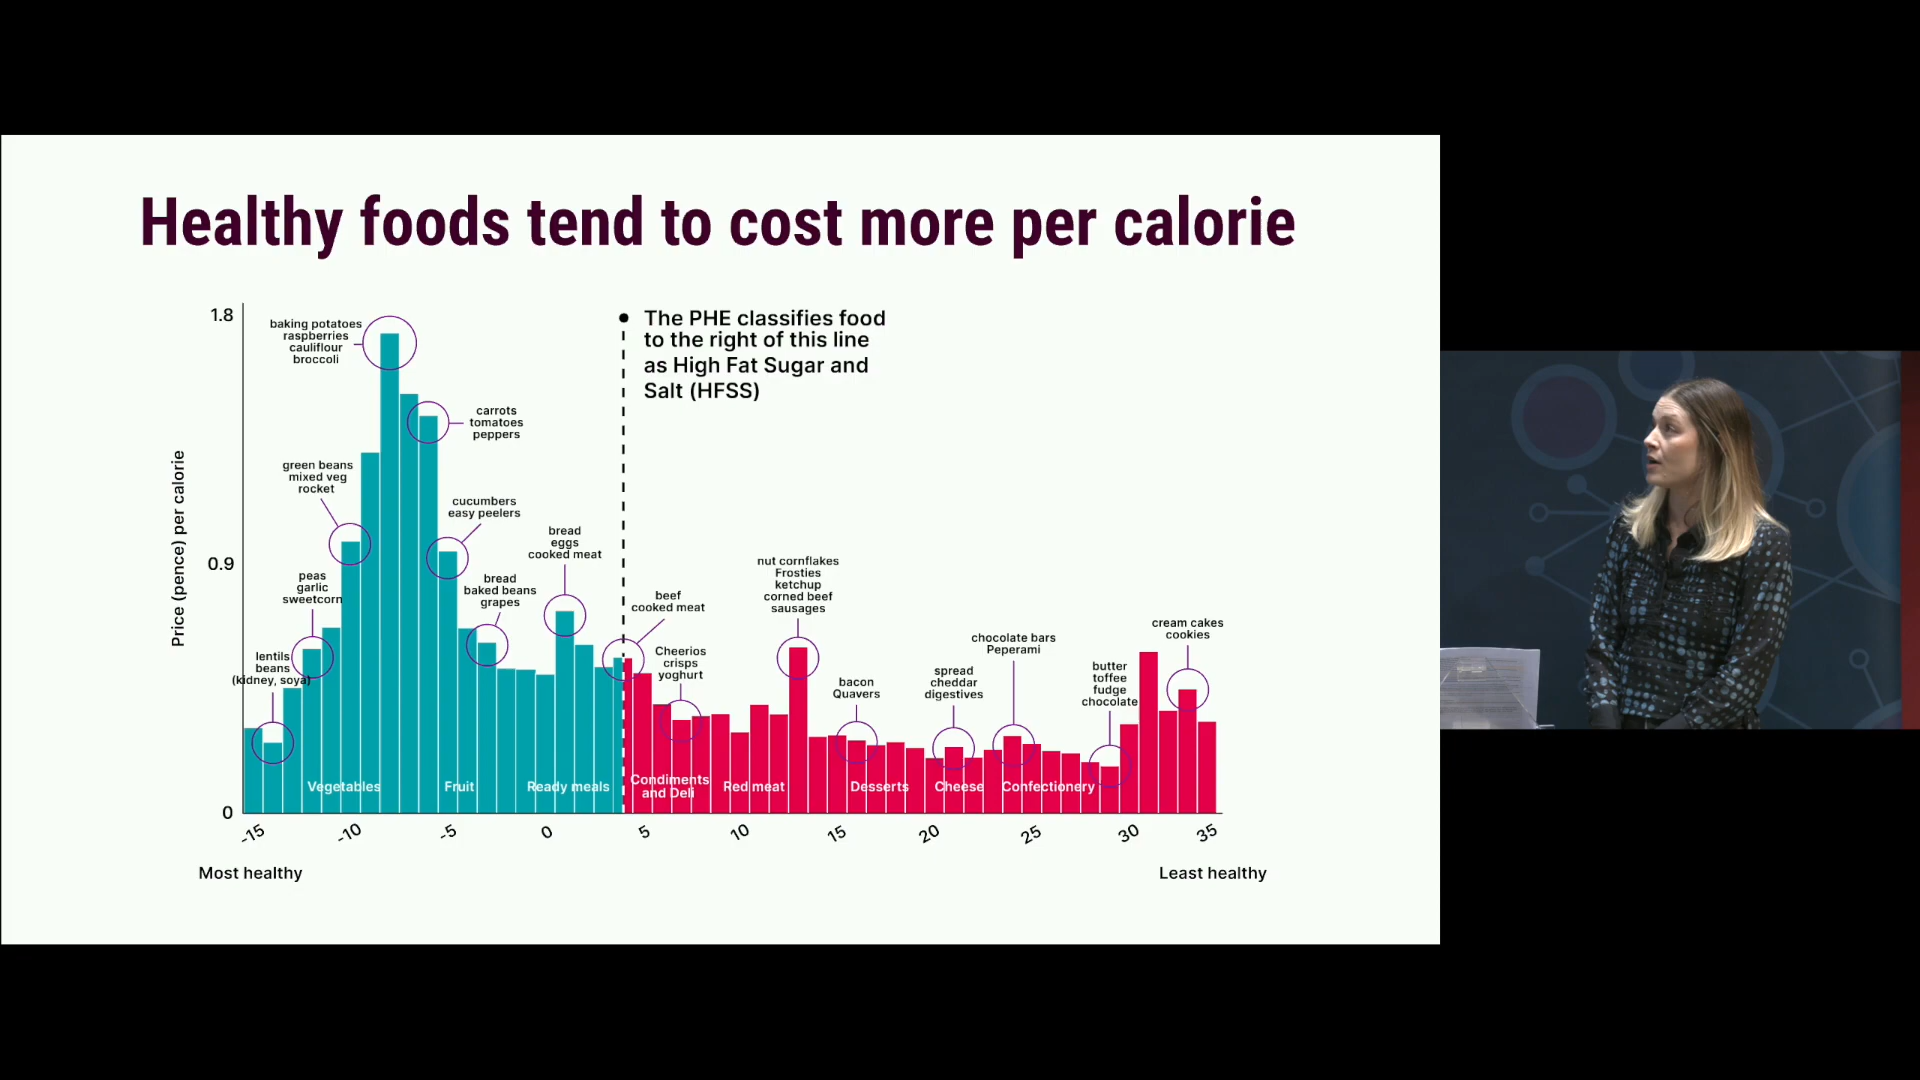 Healthy foods tend to cost more per calorie
1.8
0.9
0
Price (pence) per calorie
baking potatoes
raspberries
cauliflour
broccoli
carrots
tomatoes
peppers
green beans
mixed veg
rocket
cucumbers
easy peelers
peas
garlic
sweetcorn
bread
baked beans
grapes
bread
eggs
cooked meat
lentils
beans
(kidney, soya)
The PHE classifies food
to the right of this line
as High Fat Sugar and
Salt (HFSS)
beef
cooked meat
Cheerios
crisps
yoghurt
nut cornflakes
Frosties
ketchup
corned beef
sausages
bacon
Quavers
spread
cheddar
digestives
chocolate bars
Peperami
butter
toffee
fudge
chocolate
cream cakes
cookies
Vegetables
Fruit
Ready meals
Condiments
and Deli
Red meat
Desserts
Cheese
Confectionery
-15
-10
-5
0
5
10
15
20
25
30
35
Most healthy
Least healthy